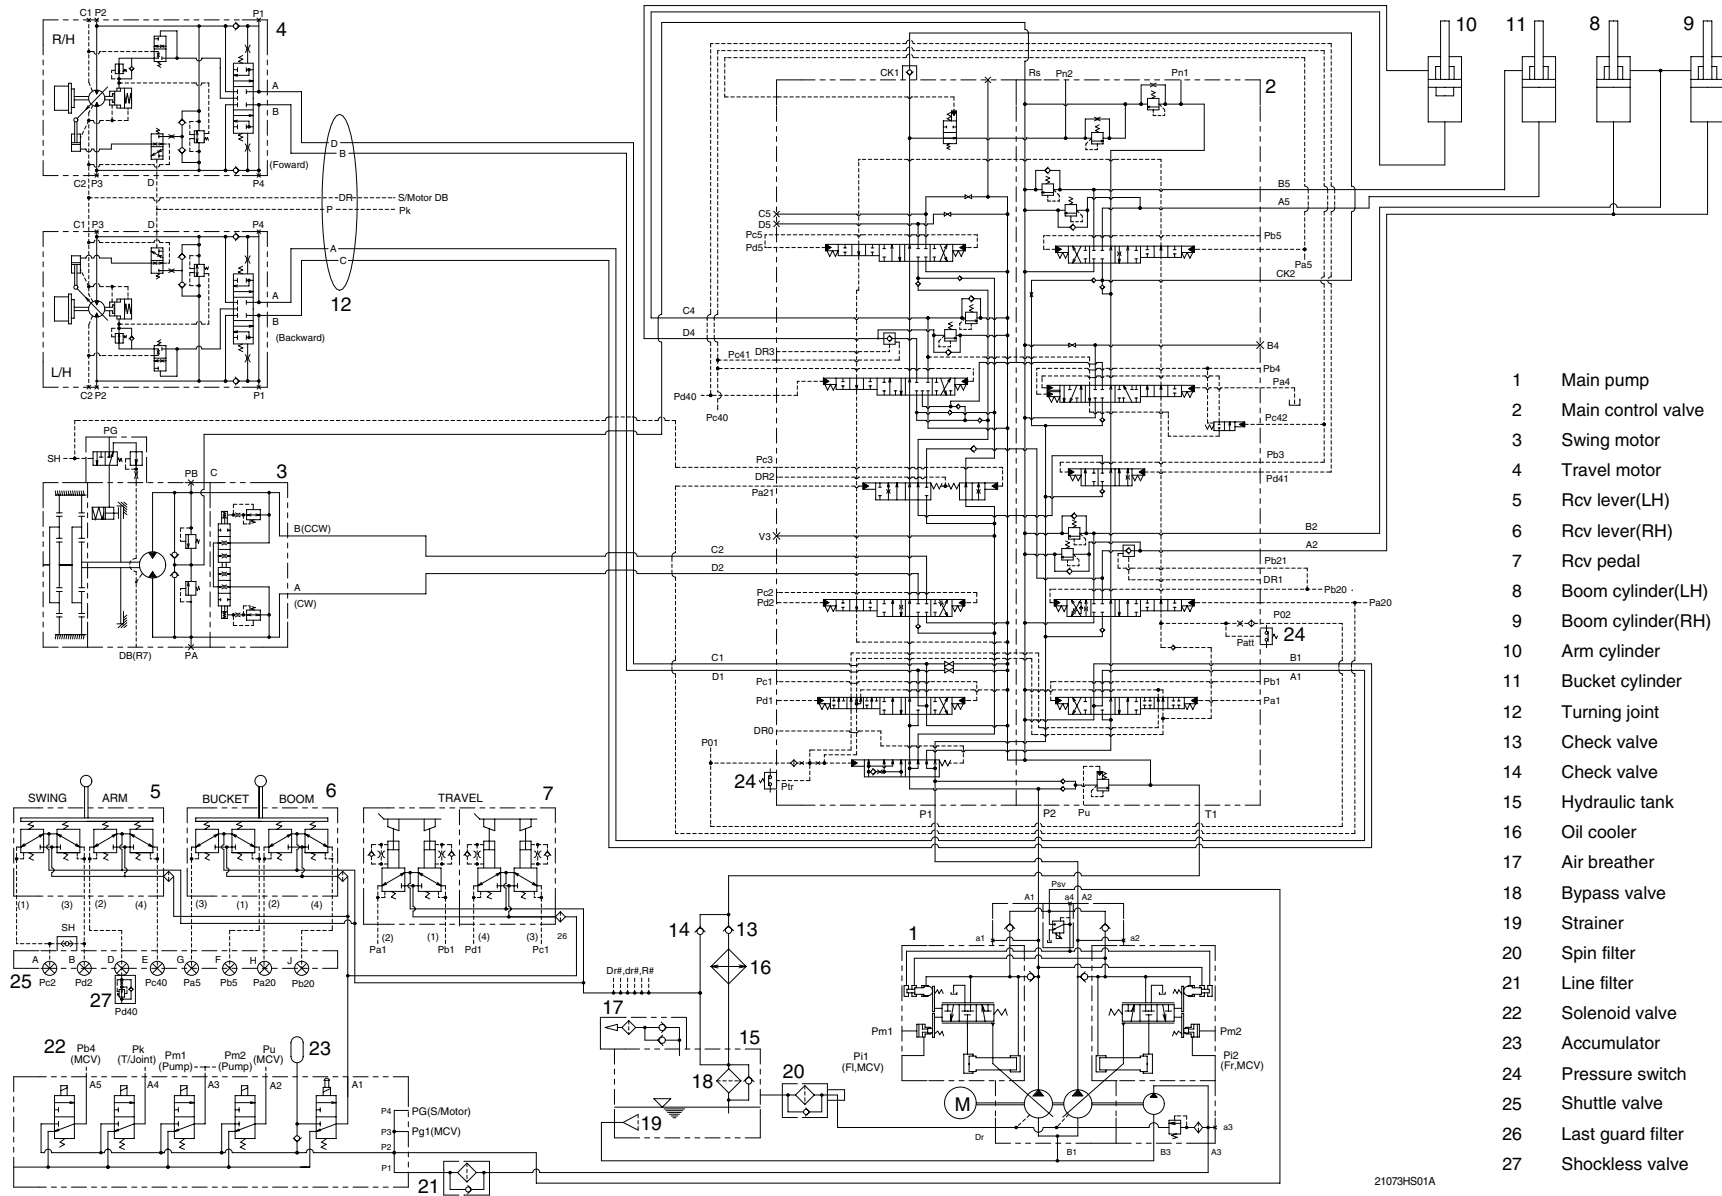 C1 P2
P1
R/H
4
A
B
(Foward)
C2 P3
D
P4
C1 P3
D
P4
A
B
(Backward)
L/H
C2 P2
P1
D
B
DR
S/Motor DB
P
Pk
A
C
12
PG
SH
PB
C
3
B(CCW)
A
(CW)
DB(R7)
PA
CK1
Rs
Pn2
Pn1
2
C5
D5
Pc5
Pd5
B5
A5
Pb5
Pa5
CK2
C4
D4
DR3
Pc41
Pd40
Pc40
B4
Pb4
Pa4
Pc42
Pc3
DR2
Pa21
Pb3
Pd41
V3
C2
D2
Pc2
Pd2
B2
A2
Pb21
DR1
Pb20
Pa20
P02
Patt
24
C1
D1
Pc1
Pd1
DR0
P01
24
Ptr
B1
A1
Pb1
Pa1
P1
P2
Pu
T1
10
11
8
9
1 Main pump
2 Main control valve
3 Swing motor
4 Travel motor
5 Rcv lever(LH)
6 Rcv lever(RH)
7 Rcv pedal
8 Boom cylinder(LH)
9 Boom cylinder(RH)
10 Arm cylinder
11 Bucket cylinder
12 Turning joint
13 Check valve
14 Check valve
15 Hydraulic tank
16 Oil cooler
17 Air breather
18 Bypass valve
19 Strainer
20 Spin filter
21 Line filter
22 Solenoid valve
23 Accumulator
24 Pressure switch
25 Shuttle valve
26 Last guard filter
27 Shockless valve
SWING
ARM
5
BUCKET
BOOM
6
TRAVEL
7
(1)
(3)
(2)
(4)
(3)
(1)
(2)
(4)
SH
A
B
D
E
G
F
H
J
25
Pc2
Pd2
Pc40
Pa5
Pb5
Pa20
Pb20
27
Pd40
(2)
(1)
(4)
(3)
26
Pa1
Pb1
Pd1
Pc1
22
Pb4
(MCV)
Pk
(T/Joint)
Pm1
(Pump)
Pm2
(Pump)
Pu
(MCV)
23
A5
A4
A3
A2
A1
P4
PG(S/Motor)
P3
Pg1(MCV)
P2
P1
21
14
13
16
Dr#,dr#,R#
17
15
18
19
20
1
A1
Psv
a4
A2
a1
a2
Pm1
Pm2
Pi1
(Fl,MCV)
Pi2
(Fr,MCV)
M
Dr
B1
B3
A3
a3
21073HS01A